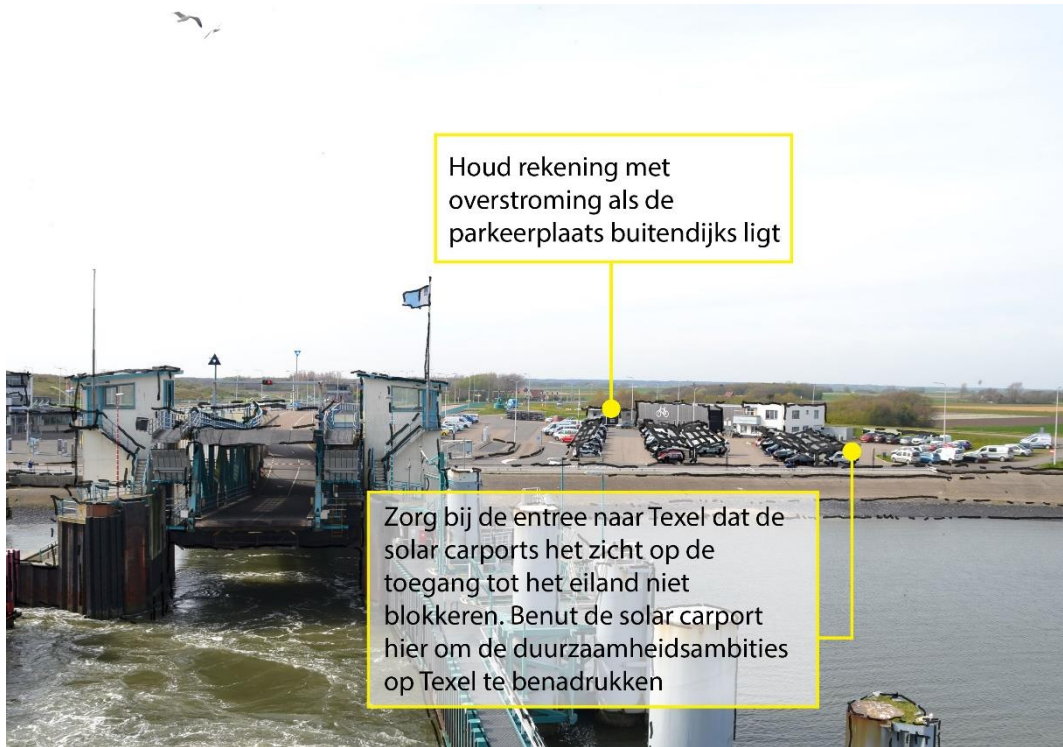 Houd rekening met
overstroming als de
parkeerplaats buitendijks ligt
Zorg bij de entree naar Texel dat de
solar carports het zicht op de
toegang tot het eiland niet
blokkeren. Benut de solar carport
hier om de duurzaamheidsambities
op Texel te benadrukken